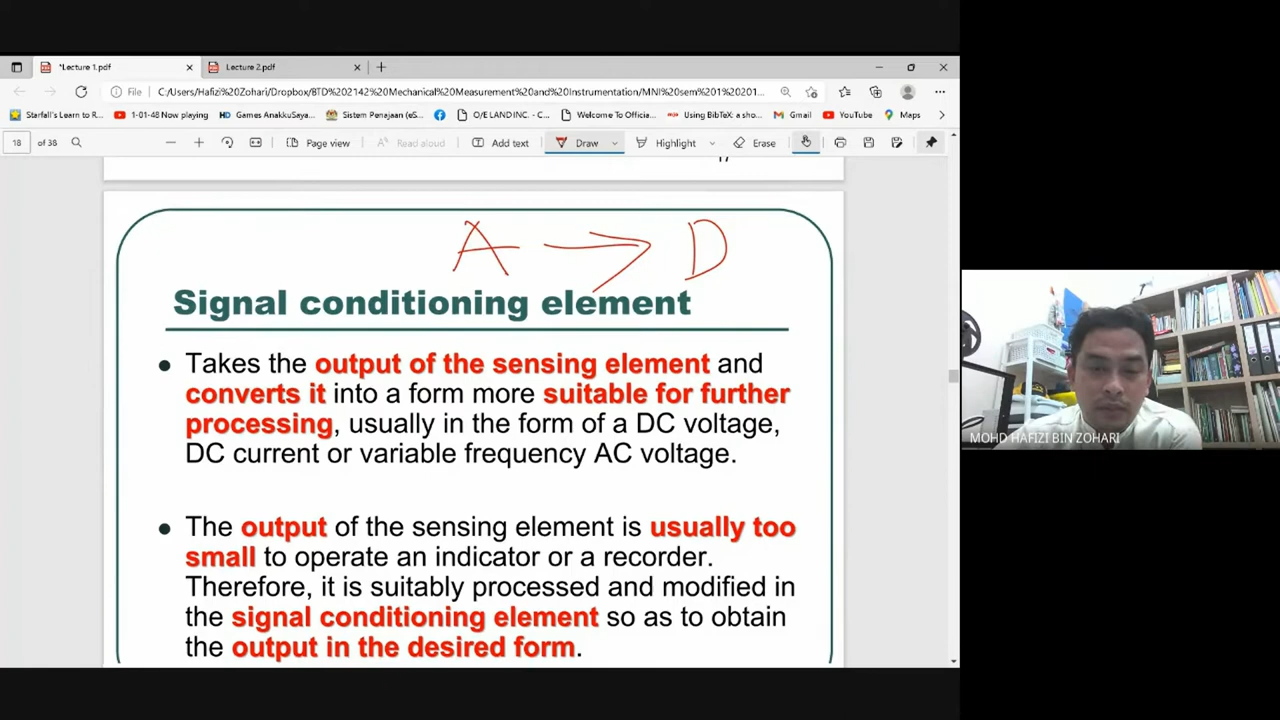 *Lecture 1.pdf
Lecture 2.pdf
File
C:/Users/Hafizi%20Zohari/Dropbox/BTD%202142%20Mechanical%20Measurement%20and%20Instrumentation/MNI%20sem%201%20201...
Starfall's Learn to R...
1-01-48 Now playing
HD Games AnakkuSaya...
Sistem Penajaan (eS...
O/E LAND INC. - C...
Welcome To Officia...
Using BibTeX: a sho...
Gmail
YouTube
Maps
18 of 38
Page view
Read aloud
Add text
Draw
Highlight
Erase
17
A → D
Signal conditioning element
● Takes the output of the sensing element and
converts it into a form more suitable for further
processing, usually in the form of a DC voltage,
DC current or variable frequency AC voltage.
● The output of the sensing element is usually too
small to operate an indicator or a recorder.
Therefore, it is suitably processed and modified in
the signal conditioning element so as to obtain
the output in the desired form.
MOHD HAFIZI BIN ZOHARI